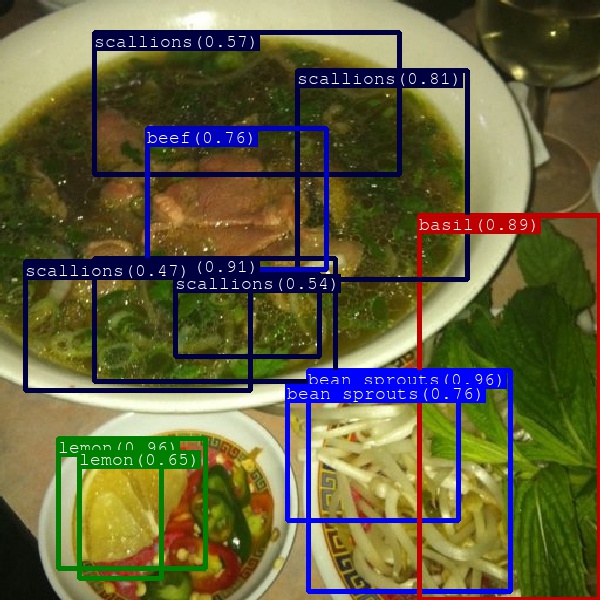 scallions(0.57)
scallions(0.81)
beef(0.76)
basil(0.89)
scallions(0.47) (0.91)
scallions(0.54)
bean sprouts(0.96)
bean sprouts(0.76)
lemon(0.96)
lemon(0.65)